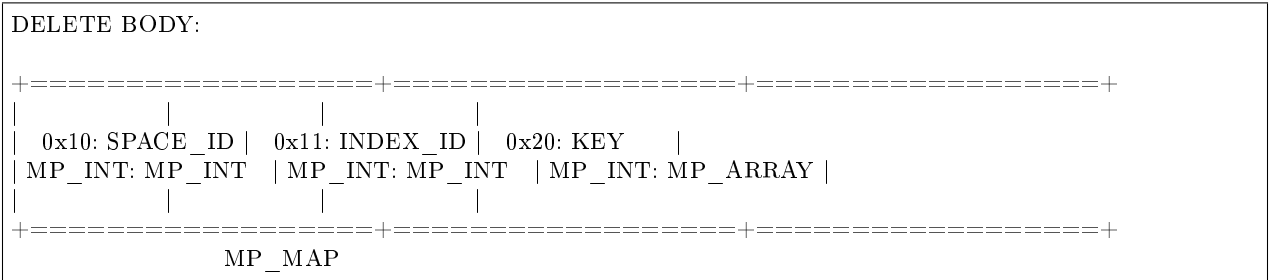 DELETE BODY:
+==================+==================+==================+
| | | |
| 0x10: SPACE_ID | 0x11: INDEX_ID | 0x20: KEY |
| MP_INT: MP_INT | MP_INT: MP_INT | MP_INT: MP_ARRAY |
| | | |
+==================+==================+==================+
MP_MAP